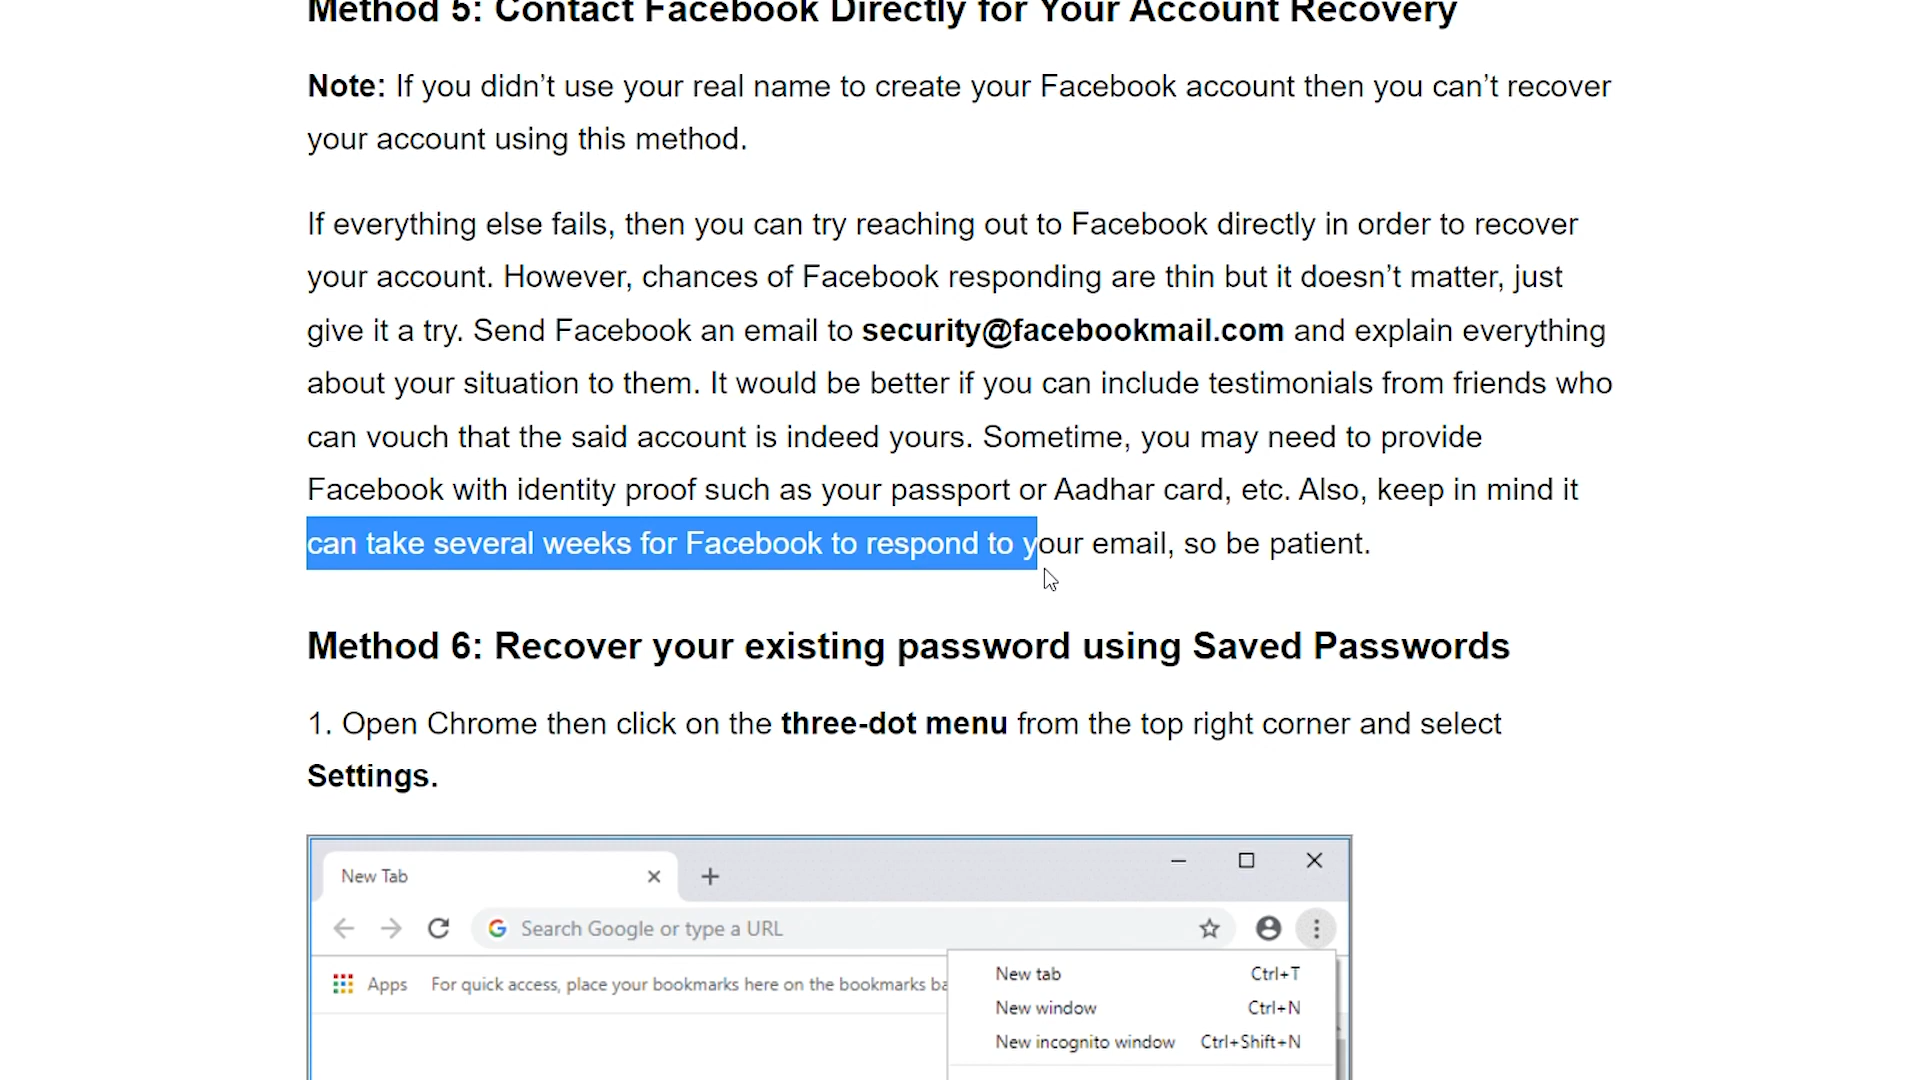 Method 5: Contact Facebook Directly for Your Account Recovery
Note: If you didn’t use your real name to create your Facebook account then you can’t recover
your account using this method.
If everything else fails, then you can try reaching out to Facebook directly in order to recover
your account. However, chances of Facebook responding are thin but it doesn’t matter, just
give it a try. Send Facebook an email to security@facebookmail.com and explain everything
about your situation to them. It would be better if you can include testimonials from friends who
can vouch that the said account is indeed yours. Sometime, you may need to provide
Facebook with identity proof such as your passport or Aadhar card, etc. Also, keep in mind it
can take several weeks for Facebook to respond to your email, so be patient.
Method 6: Recover your existing password using Saved Passwords
1. Open Chrome then click on the three-dot menu from the top right corner and select
Settings.
New Tab
Search Google or type a URL
Apps For quick access, place your bookmarks here on the bookmarks ba
New tab Ctrl+T
New window Ctrl+N
New incognito window Ctrl+Shift+N